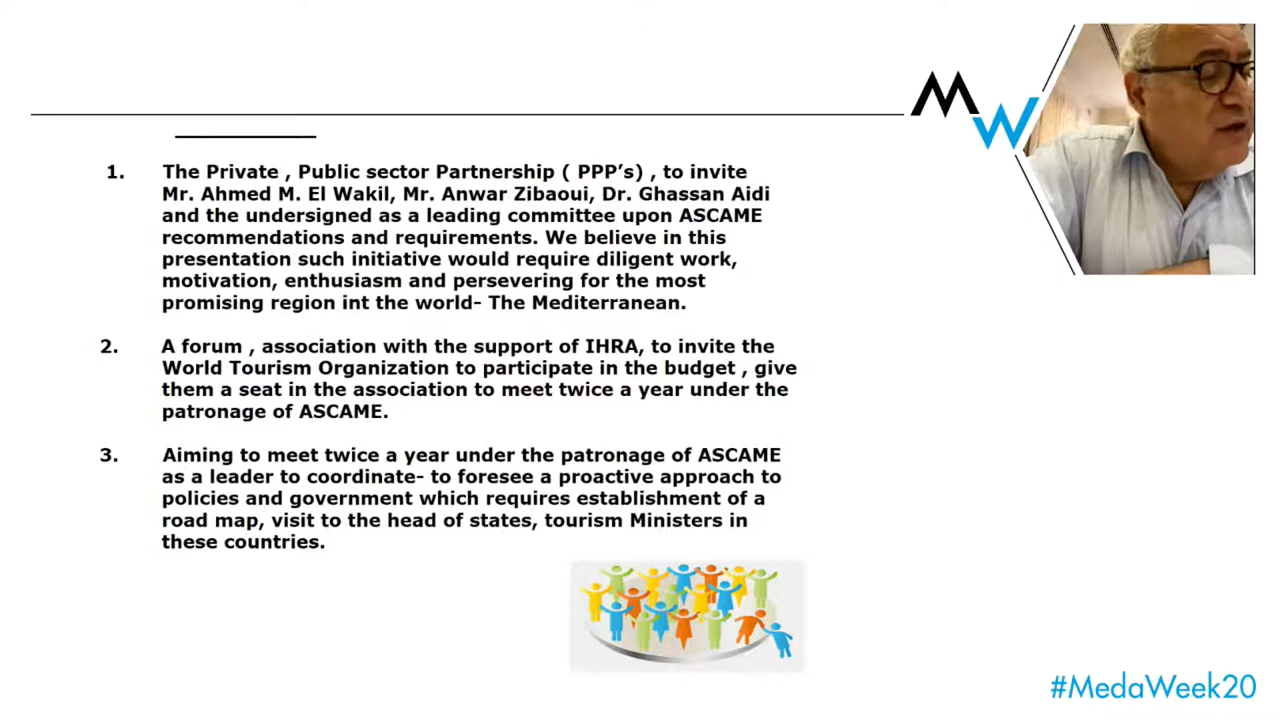 MW
1. The Private , Public sector Partnership ( PPP’s) , to invite
Mr. Ahmed M. El Wakil, Mr. Anwar Zibaoui, Dr. Ghassan Aidi
and the undersigned as a leading committee upon ASCAME
recommendations and requirements. We believe in this
presentation such initiative would require diligent work,
motivation, enthusiasm and persevering for the most
promising region int the world- The Mediterranean.
2. A forum , association with the support of IHRA, to invite the
World Tourism Organization to participate in the budget , give
them a seat in the association to meet twice a year under the
patronage of ASCAME.
3. Aiming to meet twice a year under the patronage of ASCAME
as a leader to coordinate- to foresee a proactive approach to
policies and government which requires establishment of a
road map, visit to the head of states, tourism Ministers in
these countries.
#MedaWeek20